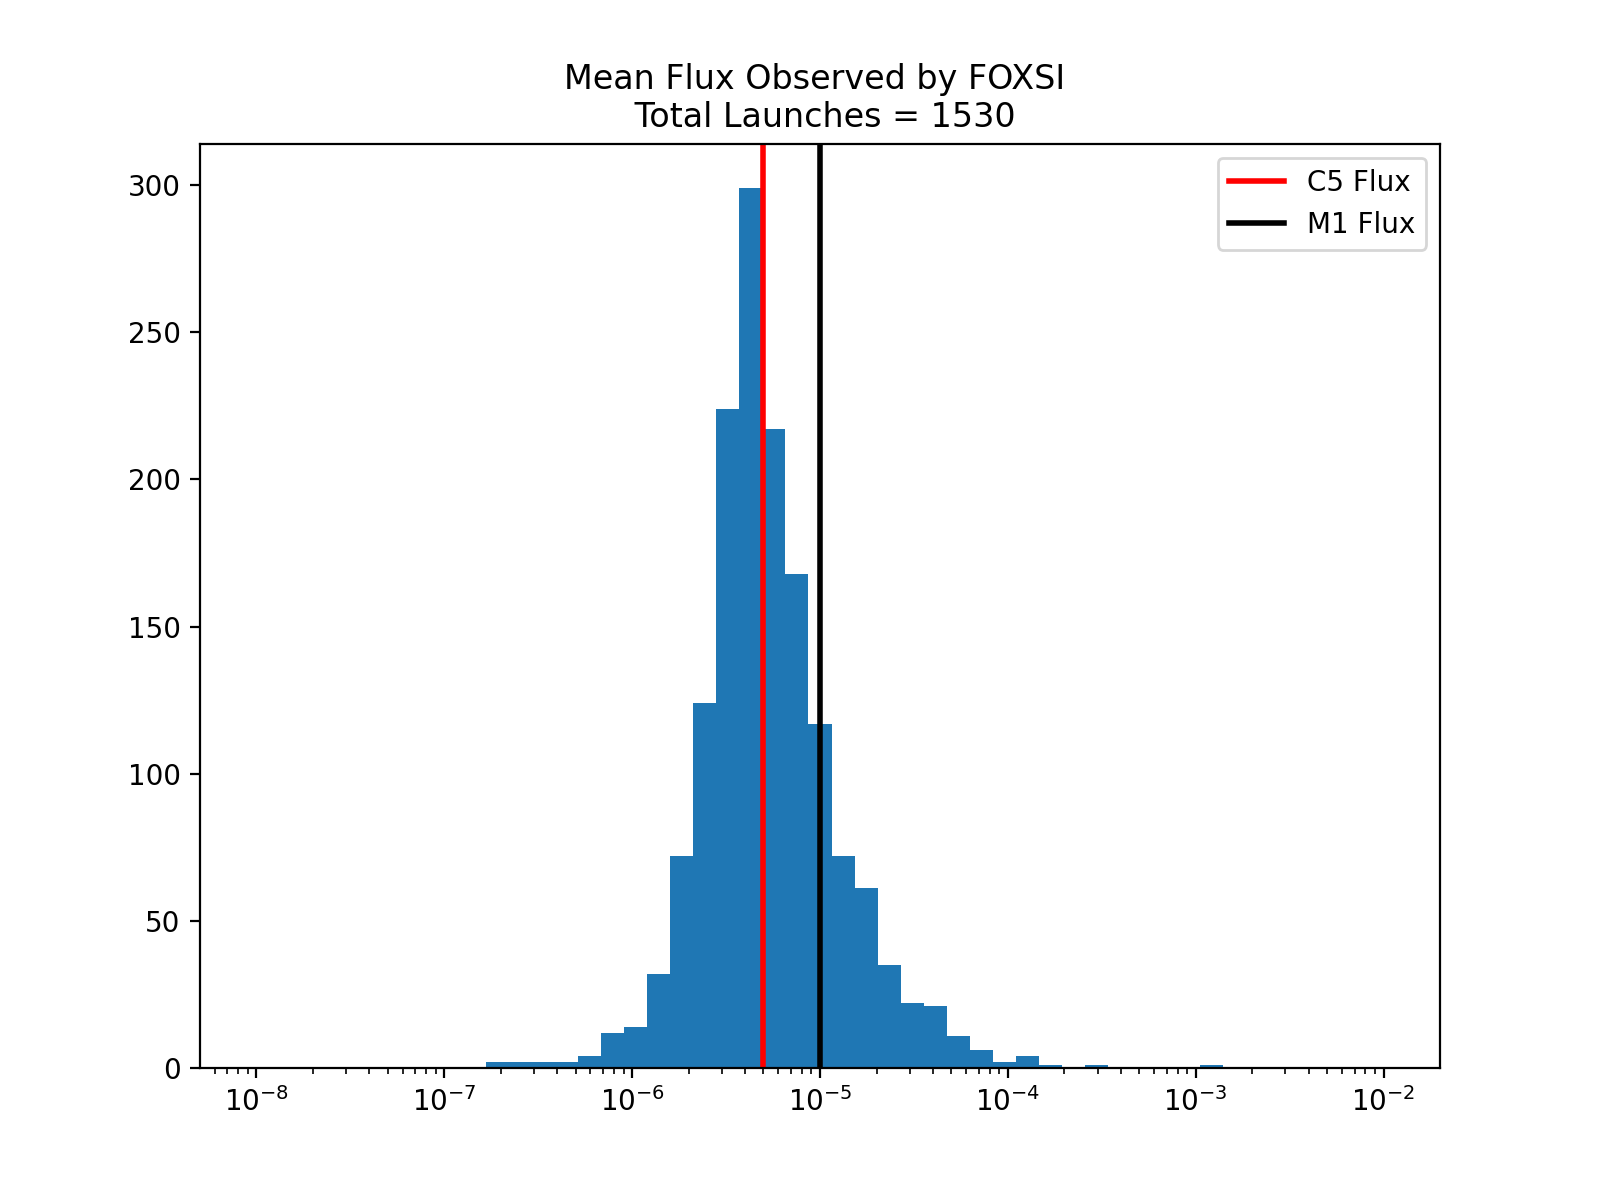 Mean Flux Observed by FOXSI
Total Launches = 1530
C5 Flux
M1 Flux
300
250
200
150
100
50
0
10⁻⁸ 10⁻⁷ 10⁻⁶ 10⁻⁵ 10⁻⁴ 10⁻³ 10⁻²